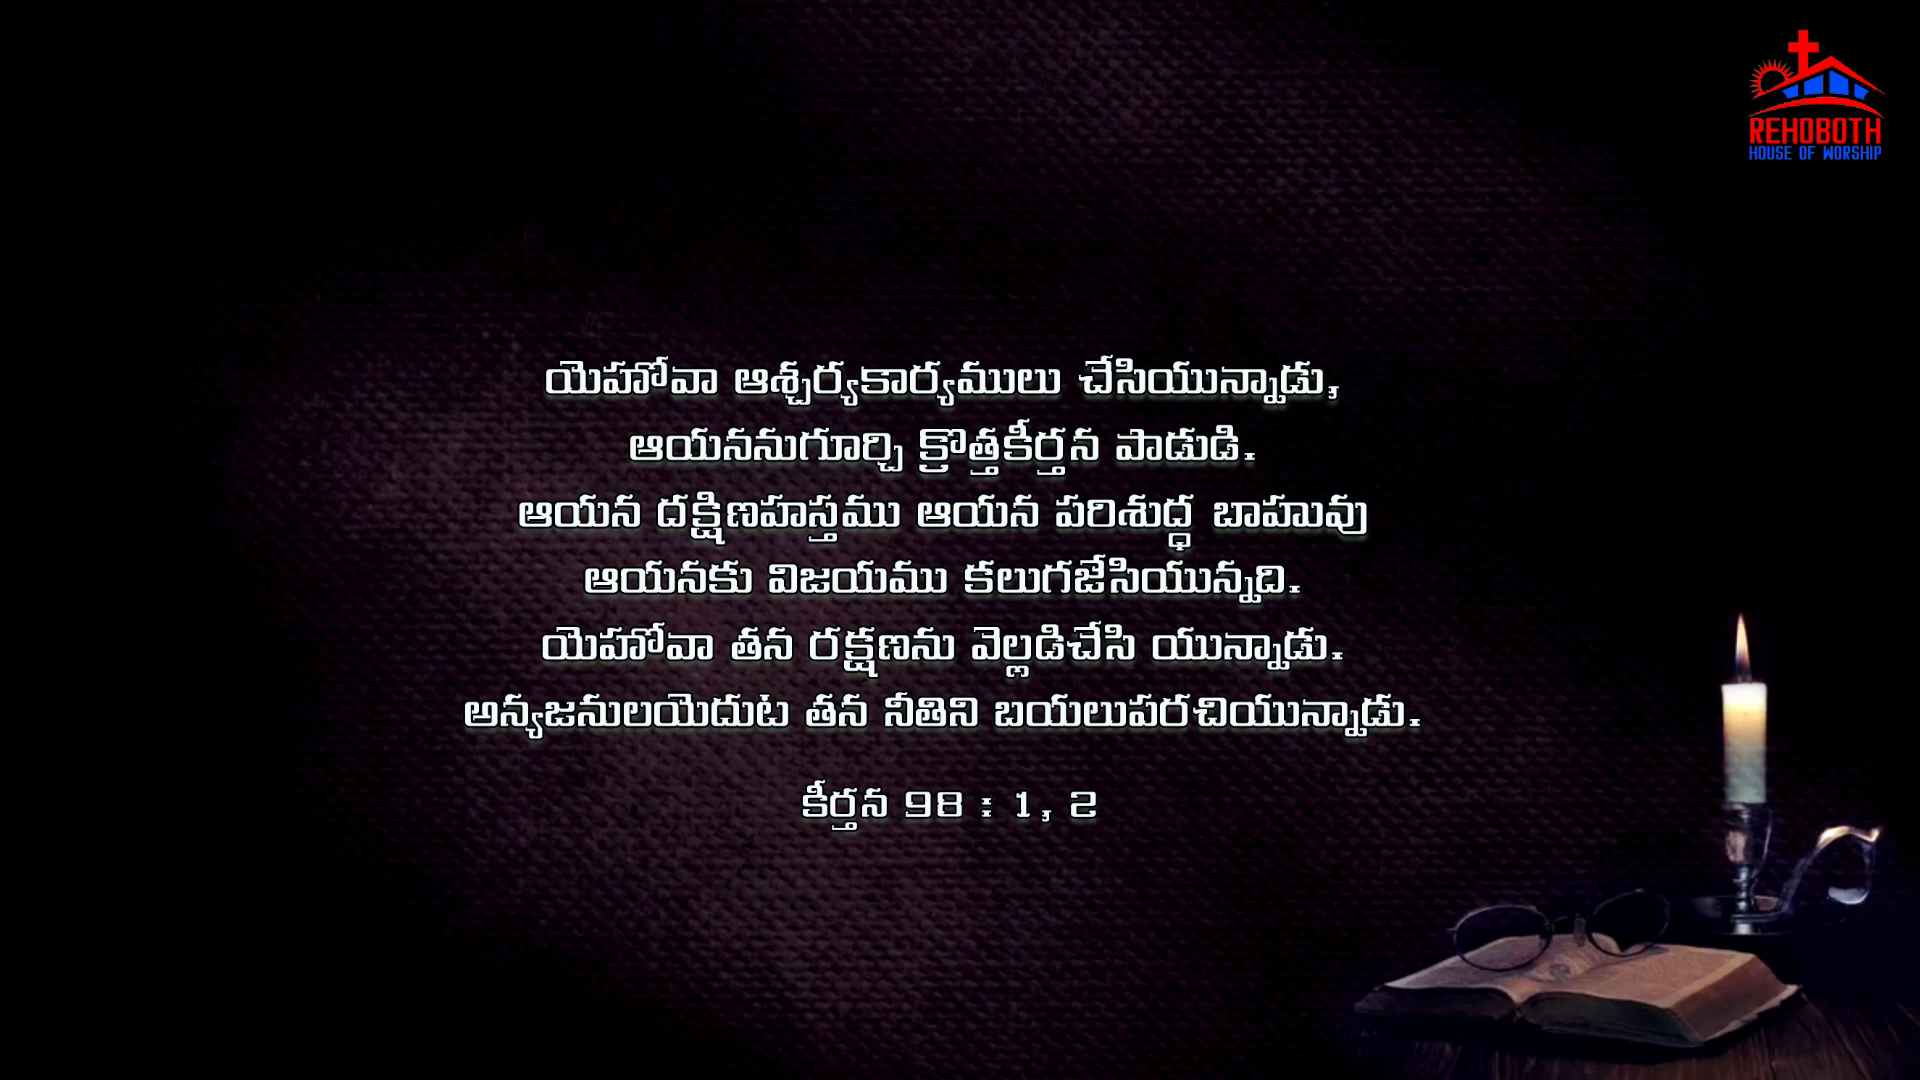 REHOBOTH
HOUSE OF WORSHIP
యెహోవా ఆశ్చర్యకార్యములు చేసియున్నాడు,
ఆయననుగూర్చి క్రొత్తకీర్తన పాడుడి.
ఆయన దక్షిణహస్తము ఆయన పరిశుద్ధ బాహువు
ఆయనకు విజయము కలుగజేసియున్నది.
యెహోవా తన రక్షణను వెల్లడిచేసి యున్నాడు.
అన్యజనులయెదుట తన నీతిని బయలుపరచియున్నాడు.
కీర్తన 98 : 1, 2